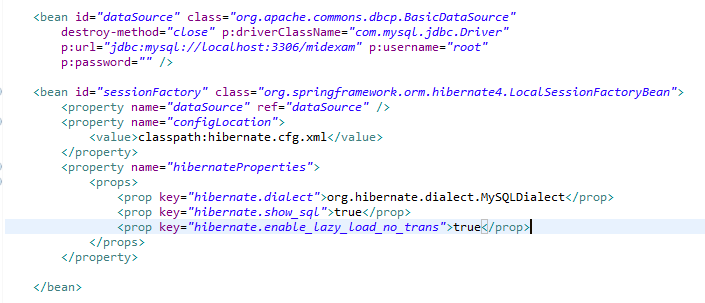 <bean id="dataSource" class="org.apache.commons.dbcp.BasicDataSource"
destroy-method="close" p:driverClassName="com.mysql.jdbc.Driver"
p:url="jdbc:mysql://localhost:3306/midexam" p:username="root"
p:password="" />
<bean id="sessionFactory" class="org.springframework.orm.hibernate4.LocalSessionFactoryBean">
<property name="dataSource" ref="dataSource" />
<property name="configLocation">
<value>classpath:hibernate.cfg.xml</value>
</property>
<property name="hibernateProperties">
<props>
<prop key="hibernate.dialect">org.hibernate.dialect.MySQLDialect</prop>
<prop key="hibernate.show_sql">true</prop>
<prop key="hibernate.enable_lazy_load_no_trans">true</prop>
</props>
</property>
</bean>